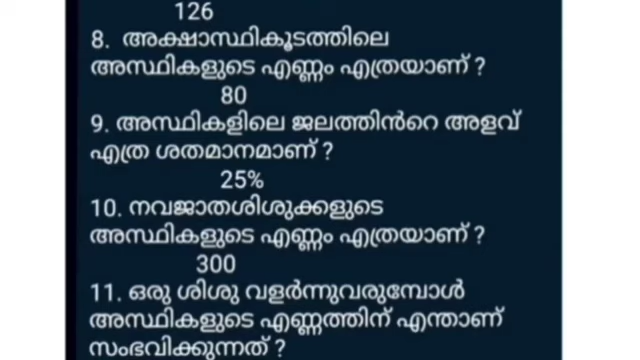 126
8. അക്ഷാസ്ഥികൂടത്തിലെ
അസ്ഥികളുടെ എണ്ണം എത്രയാണ് ?
80
9. അസ്ഥികളിലെ ജലത്തിൻറെ അളവ്
എത്ര ശതമാനമാണ് ?
25%
10. നവജാതശിശുക്കളുടെ
അസ്ഥികളുടെ എണ്ണം എത്രയാണ് ?
300
11. ഒരു ശിശു വളർന്നുവരുമ്പോൾ
അസ്ഥികളുടെ എണ്ണത്തിന് എന്താണ്
സംഭവിക്കുന്നത് ?